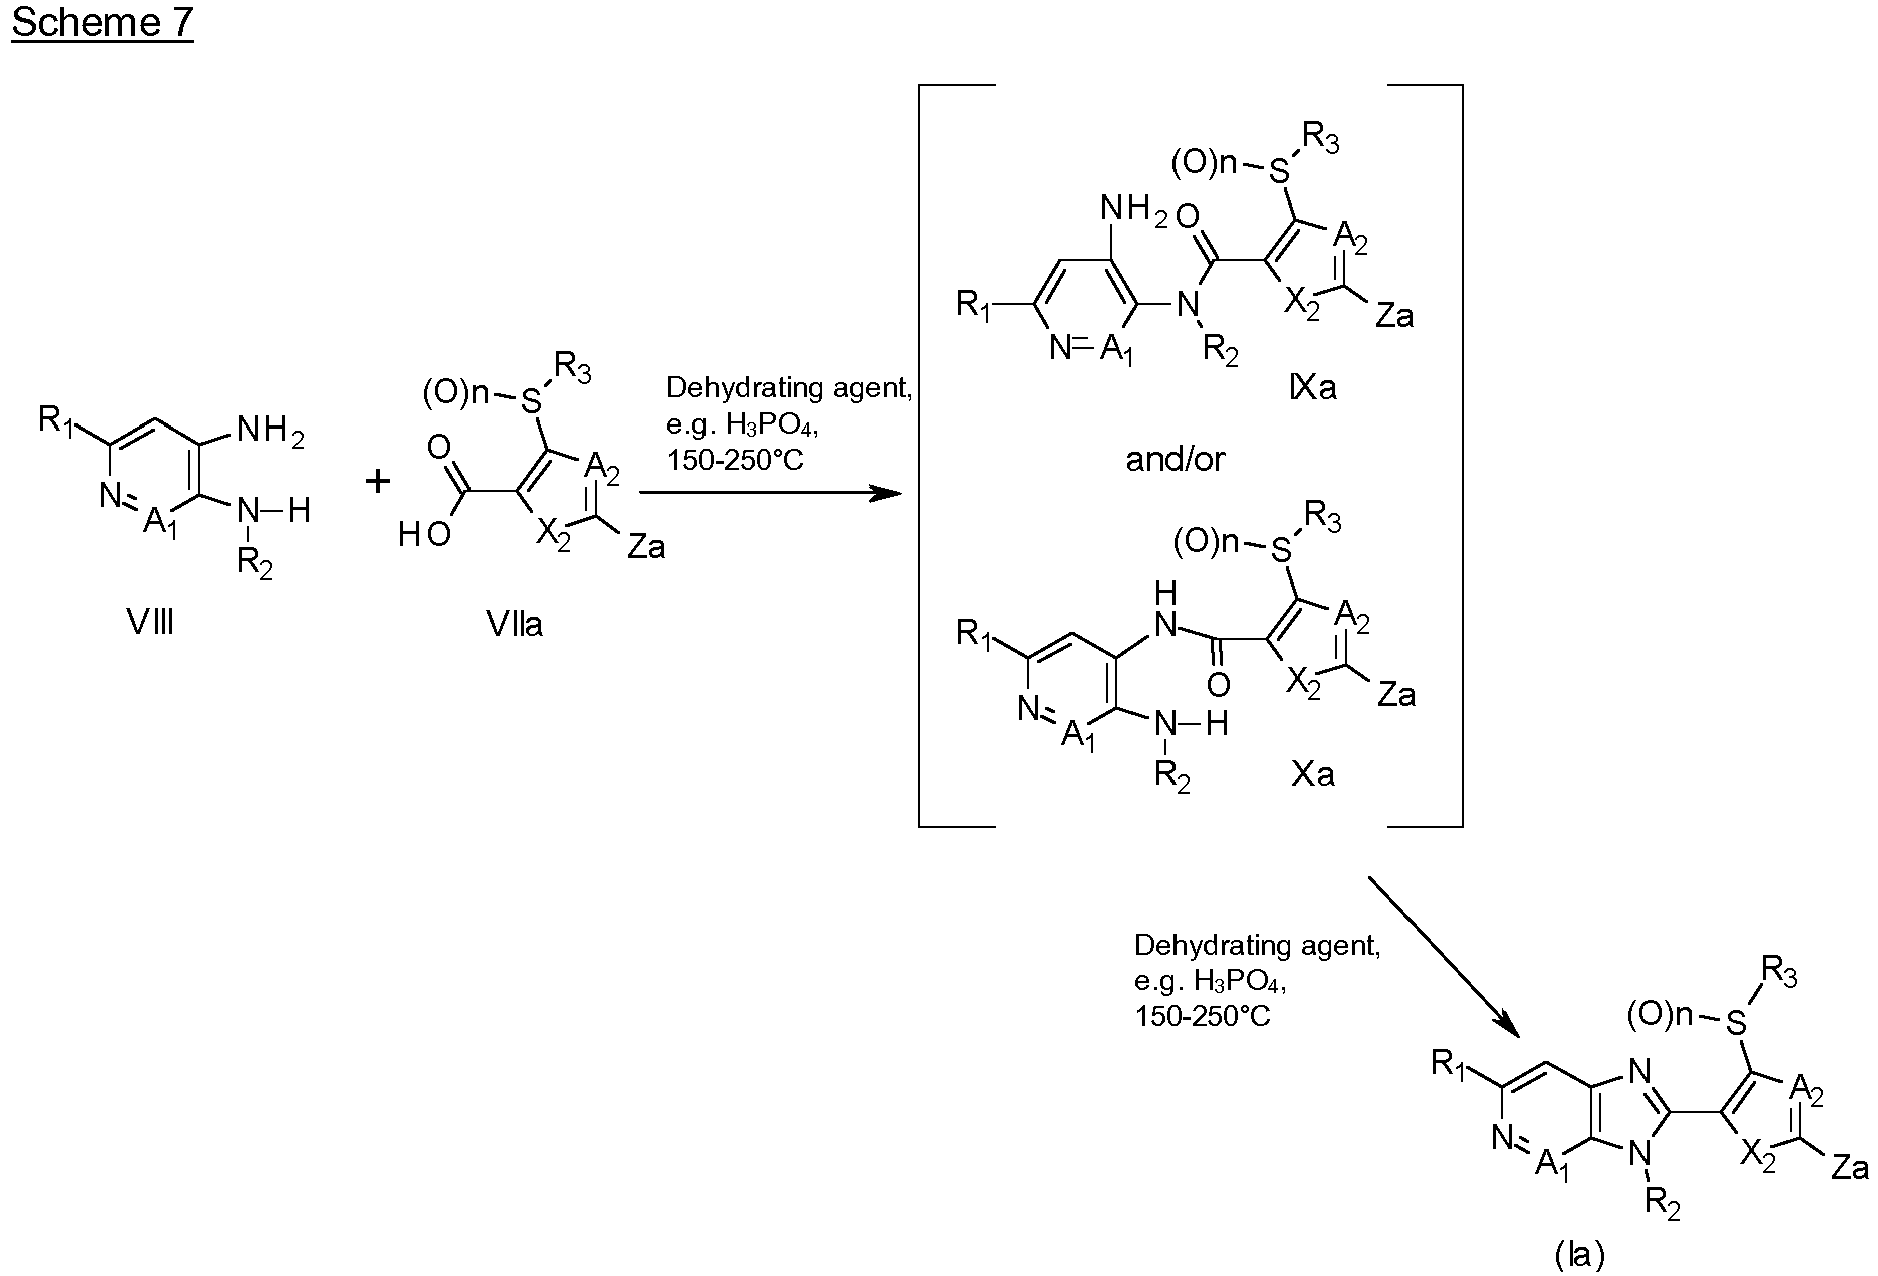 Scheme 7
R3
(O)n S
NH2 O
A2
R1 N X2
N A1 R2 Za
IXa
and/or
R3
(O)n S
H
R1 N A2
O X2
N A1 N H Za
R2
Xa
R1 NH2
N A1 N H
R2
VIII
+
R3
(O)n S
O A2
HO X2 Za
VIIa
Dehydrating agent,
e.g. H3PO4,
150-250°C
Dehydrating agent,
e.g. H3PO4,
150-250°C
R3
(O)n S
R1 N A2
N A1 N X2 Za
R2
(Ia)